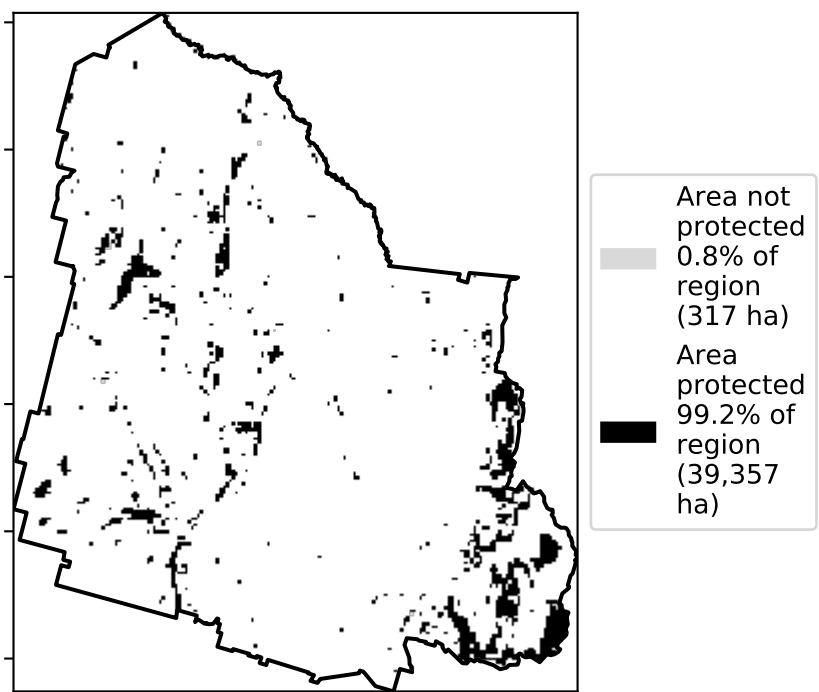 Area not
protected
0.8% of
region
(317 ha)
Area
protected
99.2% of
region
(39,357
ha)